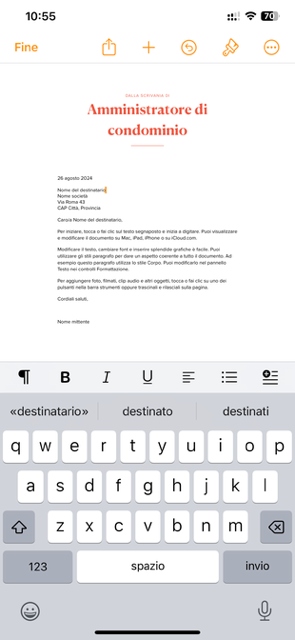 10:55
70
Fine
DALLA SCRIVANIA DI
Amministratore di
condominio
26 agosto 2024
Nome del destinatario
Nome società
Via Roma 43
CAP Città, Provincia
Caro/a Nome del destinatario,
Per iniziare, tocca o fai clic sul testo segnaposto e inizia a digitare. Puoi visualizzare
e modificare il documento su Mac, iPad, iPhone o su iCloud.com.
Modificare il testo, cambiare font e inserire splendide grafiche è facile. Puoi
utilizzare gli stili paragrafo per dare un aspetto coerente a tutto il documento. Ad
esempio questo paragrafo utilizza lo stile Corpo. Puoi modificarlo nel pannello
Testo nei controlli Formattazione.
Per aggiungere foto, filmati, clip audio e altri oggetti, tocca o fai clic su uno dei
pulsanti nella barra strumenti oppure trascinali e rilasciali sulla pagina.
Cordiali saluti,
Nome mittente
B I U
«destinatario» destinato destinati
q w e r t y u i o p
a s d f g h j k l
z x c v b n m
123 spazio invio